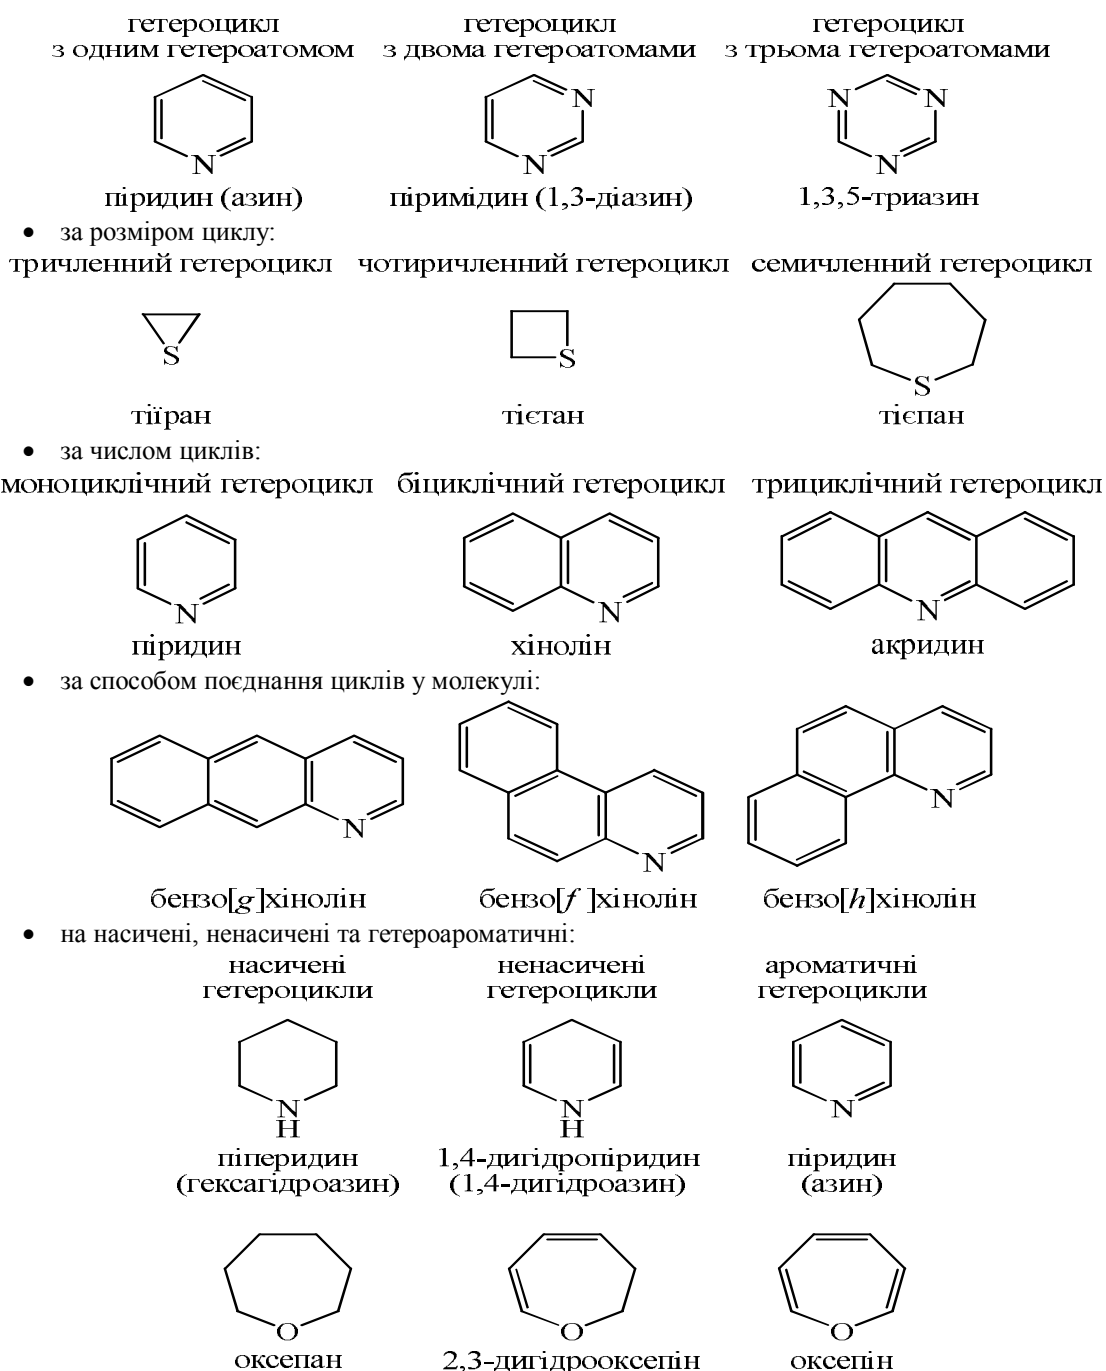 гетероцикл гетероцикл гетероцикл
з одним гетероатомом з двома гетероатомами з трьома гетероатомами
N N N N
N N
піридин (азин) піримідин (1,3-діазин) 1,3,5-триазин
• за розміром циклу:
тричленний гетероцикл чотиричленний гетероцикл семичленний гетероцикл
S S S
тіїран тієтан тієпан
• за числом циклів:
моноциклічний гетероцикл біциклічний гетероцикл трициклічний гетероцикл
N N N
піридин хінолін акридин
• за способом поєднання циклів у молекулі:
N N N
бензо[g]хінолін бензо[f ]хінолін бензо[h]хінолін
• на насичені, ненасичені та гетероароматичні:
насичені ненасичені ароматичні
гетероцикли гетероцикли гетероцикли
N N N
H H
піперидин 1,4-дигідропіридин піридин
(гексагідроазин) (1,4-дигідроазин) (азин)
O O O
оксепан 2,3-дигідрооксепін оксепін